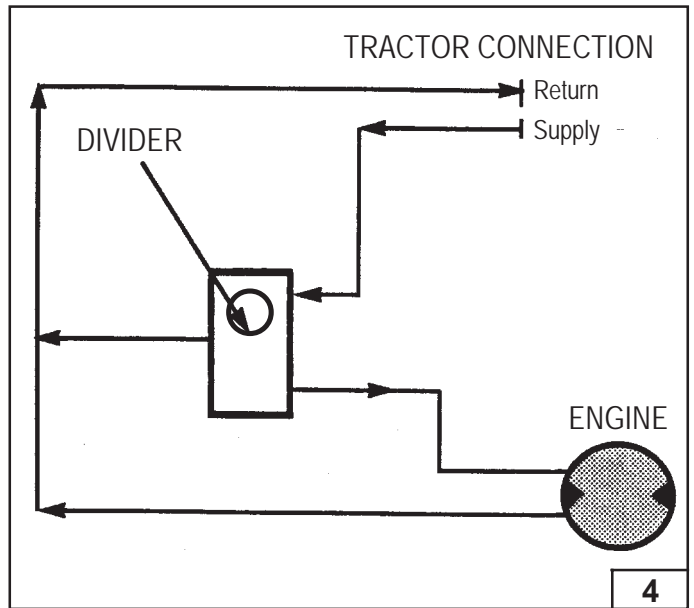 TRACTOR CONNECTION
Return
Supply
DIVIDER
ENGINE
4